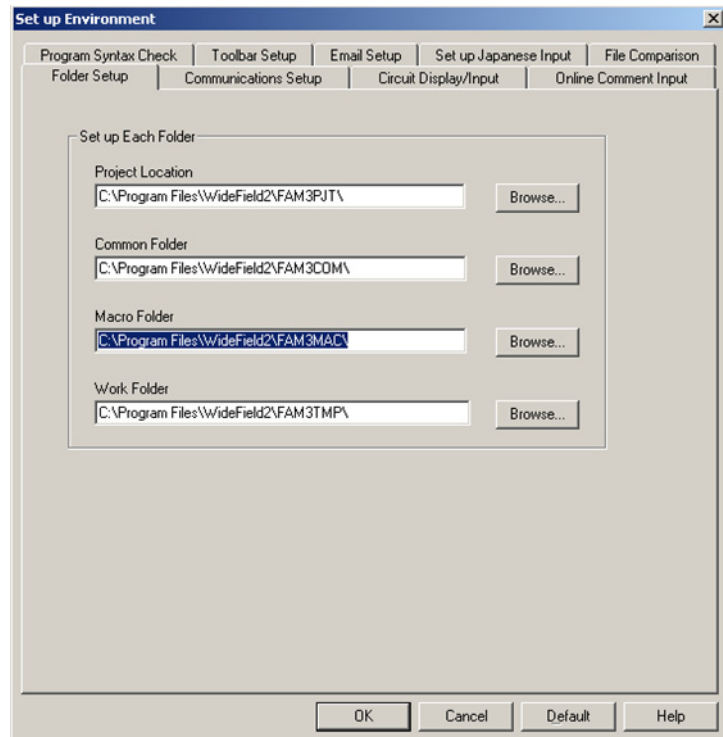 Set up Environment
Program Syntax Check Toolbar Setup Email Setup Set up Japanese Input File Comparison
Folder Setup Communications Setup Circuit Display/Input Online Comment Input
Set up Each Folder
Project Location
C:\Program Files\WideField2\FAM3PJT\
Browse...
Common Folder
C:\Program Files\WideField2\FAM3COM\
Browse...
Macro Folder
C:\Program Files\WideField2\FAM3MAC\
Browse...
Work Folder
C:\Program Files\WideField2\FAM3TMP\
Browse...
OK Cancel Default Help